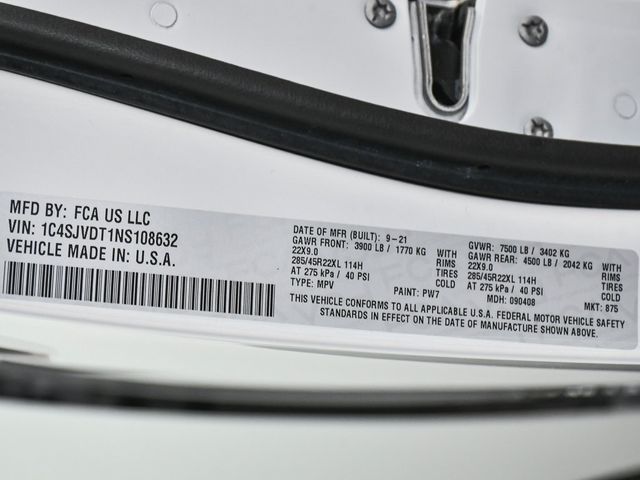 MFD BY: FCA US LLC
VIN: 1C4SJVDT1NS108632
VEHICLE MADE IN: U.S.A.
DATE OF MFR (BUILT): 9-21
GAWR FRONT: 3900 LB / 1770 KG WITH
22X9.0 RIMS
285/45R22XL 114H TIRES
AT 275 kPa / 40 PSI COLD
TYPE: MPV PAINT: PW7
GVWR: 7500 LB / 3402 KG
GAWR REAR: 4500 LB / 2042 KG WITH
22X9.0 RIMS
285/45R22XL 114H TIRES
AT 275 kPa / 40 PSI COLD
MDH: 090408 MKT: 875
THIS VEHICLE CONFORMS TO ALL APPLICABLE U.S.A. FEDERAL MOTOR VEHICLE SAFETY
STANDARDS IN EFFECT ON THE DATE OF MANUFACTURE SHOWN ABOVE.